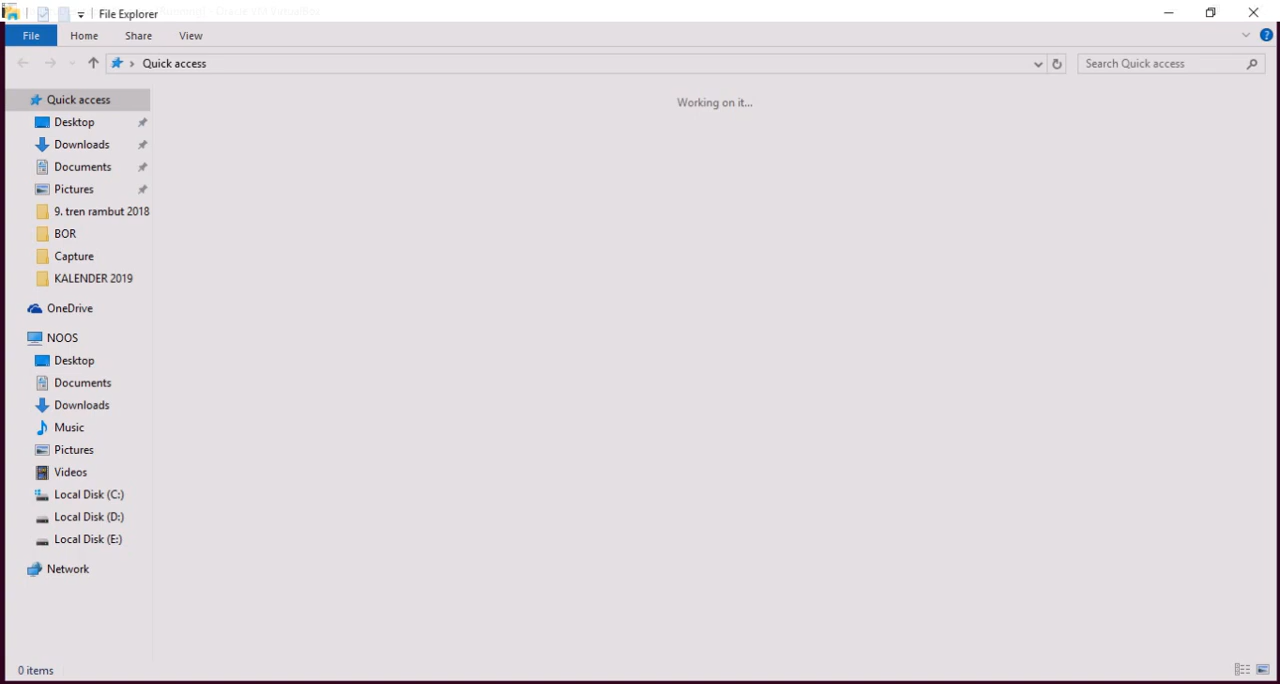 File Explorer
File Home Share View
Quick access
Search Quick access
Working on it...
Quick access
Desktop
Downloads
Documents
Pictures
9. tren rambut 2018
BOR
Capture
KALENDER 2019
OneDrive
NOOS
Desktop
Documents
Downloads
Music
Pictures
Videos
Local Disk (C:)
Local Disk (D:)
Local Disk (E:)
Network
0 items